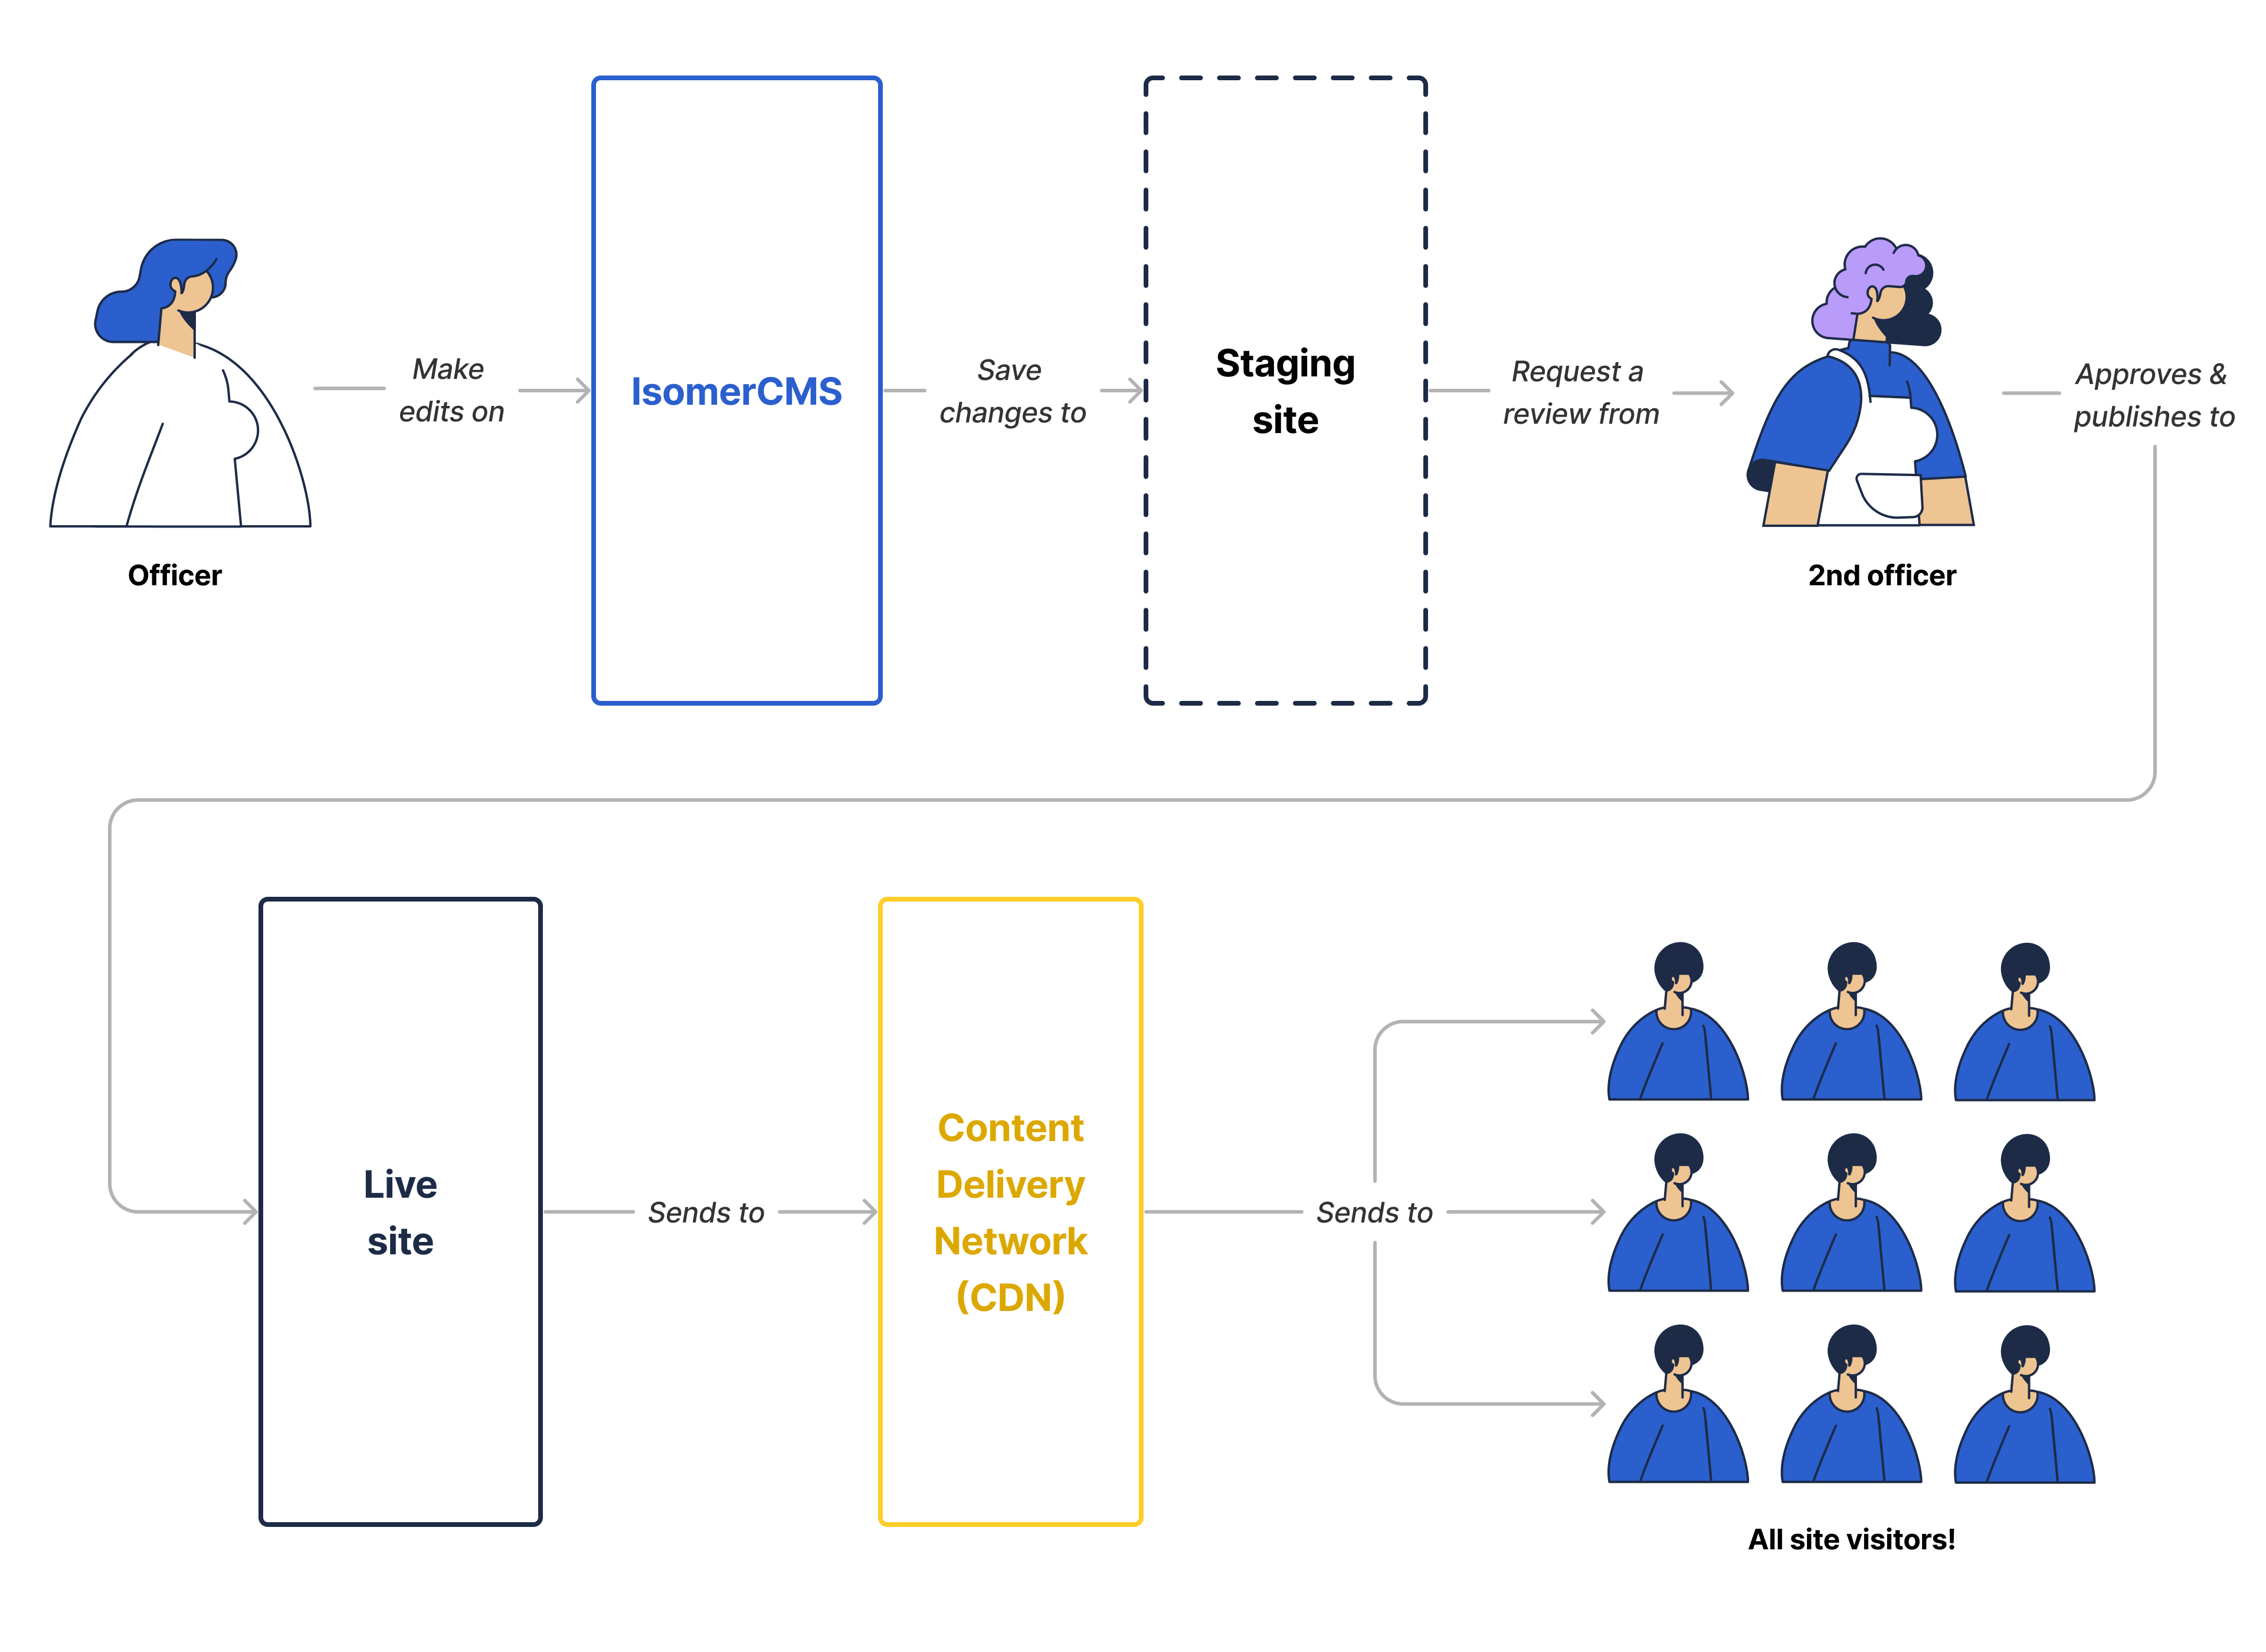 Make
edits on
IsomerCMS
Save
changes to
Staging
site
Request a
review from
Approves &
publishes to
Officer
2nd officer
Live
site
Sends to
Content
Delivery
Network
(CDN)
Sends to
All site visitors!